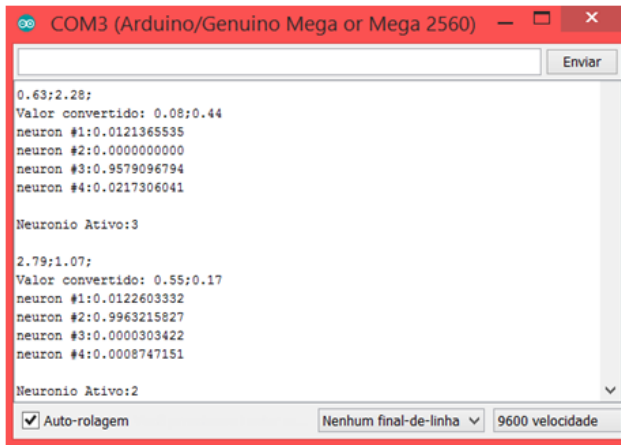 COM3 (Arduino/Genuino Mega or Mega 2560)
Enviar
0.63;2.28;
Valor convertido: 0.08;0.44
neuron #1:0.0121365535
neuron #2:0.0000000000
neuron #3:0.9579096794
neuron #4:0.0217306041
Neuronio Ativo:3
2.79;1.07;
Valor convertido: 0.55;0.17
neuron #1:0.0122603332
neuron #2:0.9963215827
neuron #3:0.0000303422
neuron #4:0.0008747151
Neuronio Ativo:2
Auto-rolagem Nenhum final-de-linha 9600 velocidade